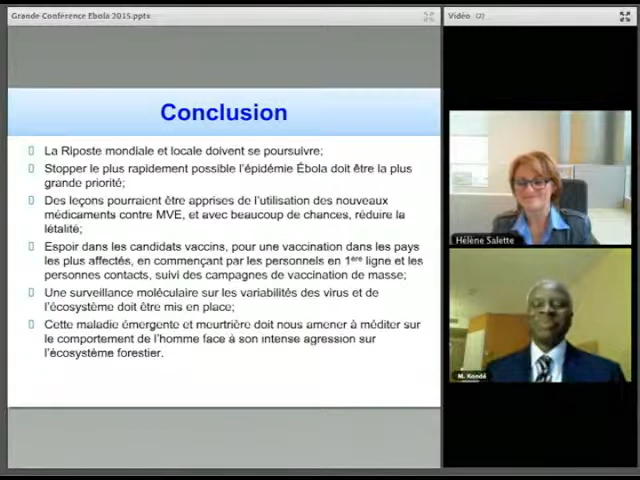 Grande Conférence Ebola 2015.pptx
Vidéo (2)
Conclusion
La Riposte mondiale et locale doivent se poursuivre;
Stopper le plus rapidement possible l'épidémie Ébola doit être la plus
grande priorité;
Des leçons pourraient être apprises de l'utilisation des nouveaux
médicaments contre MVE, et avec beaucoup de chances, réduire la
létalité;
Espoir dans les candidats vaccins, pour une vaccination dans les pays
les plus affectés, en commençant par les personnels en 1ère ligne et les
personnes contacts, suivi des campagnes de vaccination de masse;
Une surveillance moléculaire sur les variabilités des virus et de
l'écosystème doit être mis en place;
Cette maladie émergente et meurtrière doit nous amener à méditer sur
le comportement de l'homme face à son intense agression sur
l'écosystème forestier.
Hélène Salette
M. Kondé